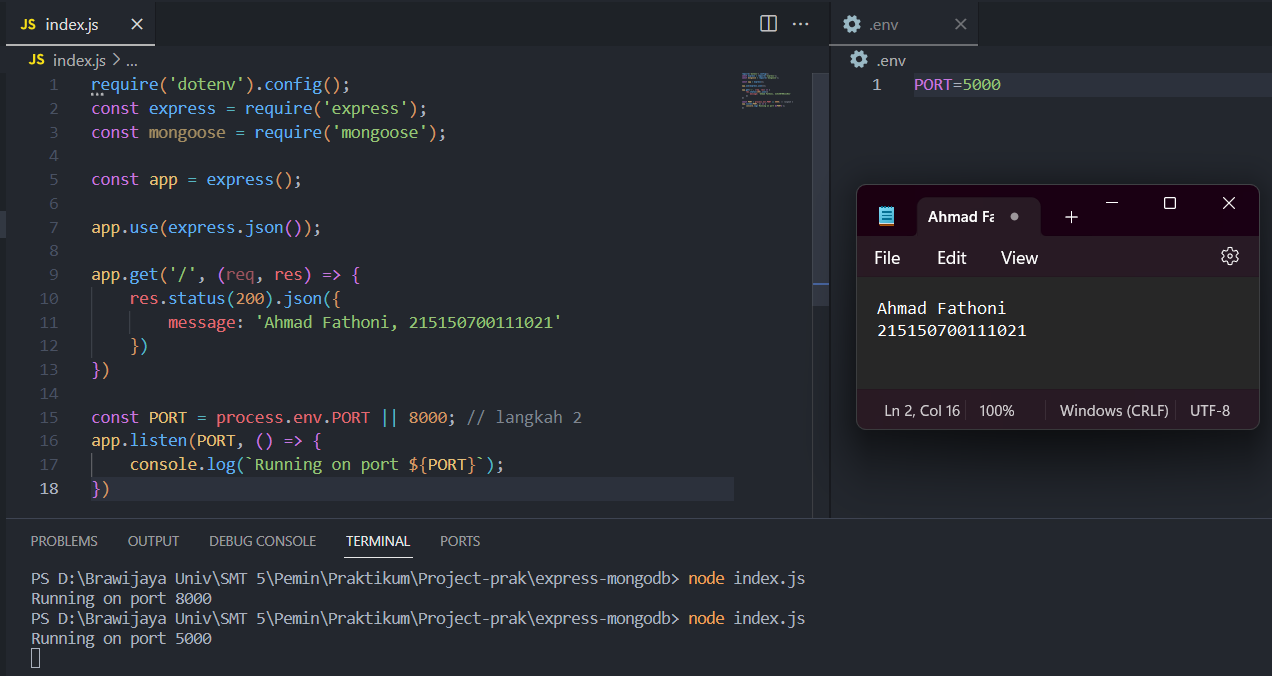 JS index.js
JS index.js > ...
1 require('dotenv').config();
2 const express = require('express');
3 const mongoose = require('mongoose');
4
5 const app = express();
6
7 app.use(express.json());
8
9 app.get('/', (req, res) => {
10     res.status(200).json({
11         message: 'Ahmad Fathoni, 215150700111021'
12     })
13 })
14
15 const PORT = process.env.PORT || 8000; // langkah 2
16 app.listen(PORT, () => {
17     console.log(`Running on port ${PORT}`);
18 })
.env
.env
1 PORT=5000
Ahmad Fa
File Edit View
Ahmad Fathoni
215150700111021
Ln 2, Col 16 100% Windows (CRLF) UTF-8
PROBLEMS OUTPUT DEBUG CONSOLE TERMINAL PORTS
PS D:\Brawijaya Univ\SMT 5\Pemin\Praktikum\Project-prak\express-mongodb> node index.js
Running on port 8000
PS D:\Brawijaya Univ\SMT 5\Pemin\Praktikum\Project-prak\express-mongodb> node index.js
Running on port 5000